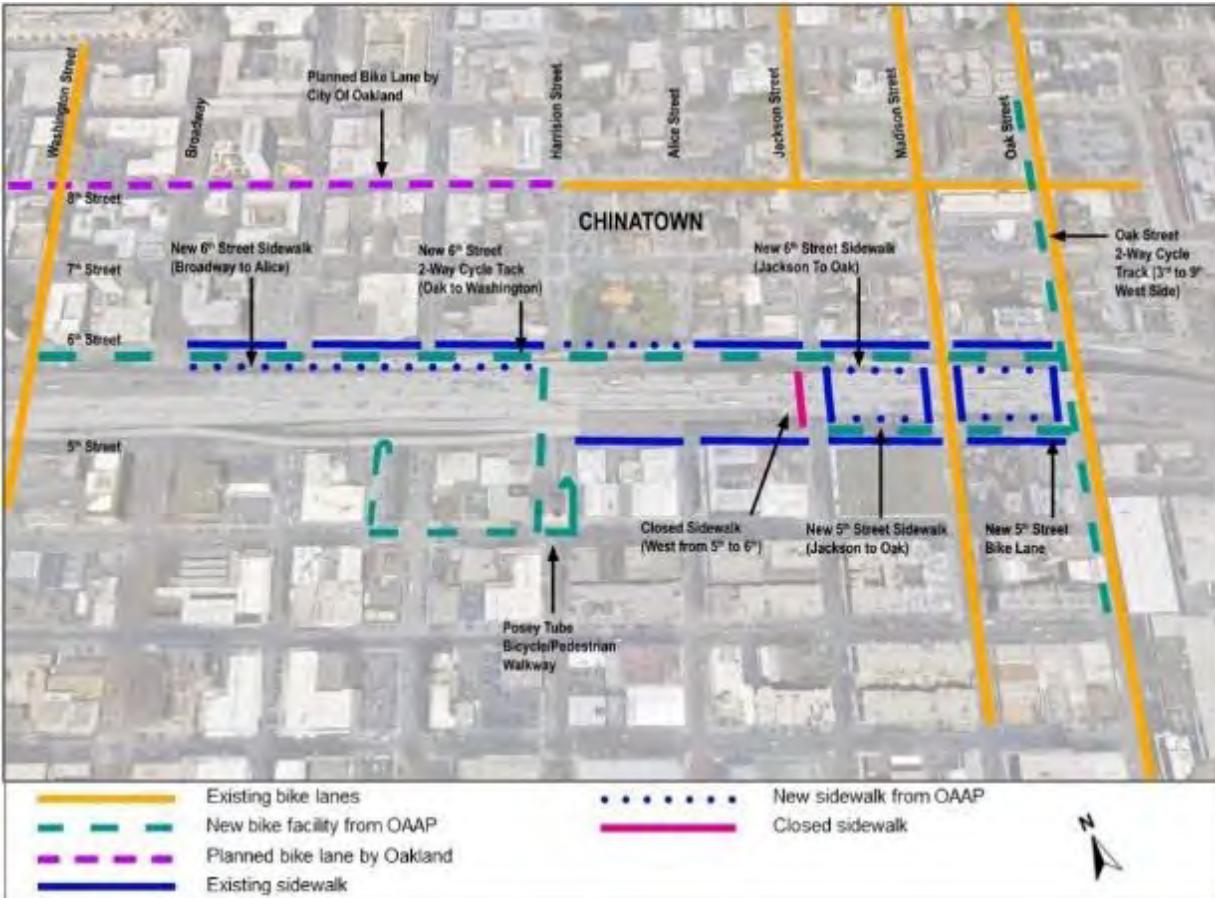 Washington Street
Broadway
Planned Bike Lane by
City Of Oakland
Harrision Street
Alice Street
Jackson Street
Madison Street
Oak Street
8th Street
CHINATOWN
7th Street
New 6th Street Sidewalk
(Broadway to Alice)
New 6th Street
2-Way Cycle Tack
(Oak to Washington)
New 6th Street Sidewalk
(Jackson To Oak)
Oak Street
2-Way Cycle
Track (3rd to 9th
West Side)
6th Street
5th Street
Closed Sidewalk
(West from 5th to 6th)
New 5th Street Sidewalk
(Jackson to Oak)
New 5th Street
Bike Lane
Posey Tube
Bicycle/Pedestrian
Walkway
Existing bike lanes
New bike facility from OAAP
Planned bike lane by Oakland
Existing sidewalk
New sidewalk from OAAP
Closed sidewalk
N